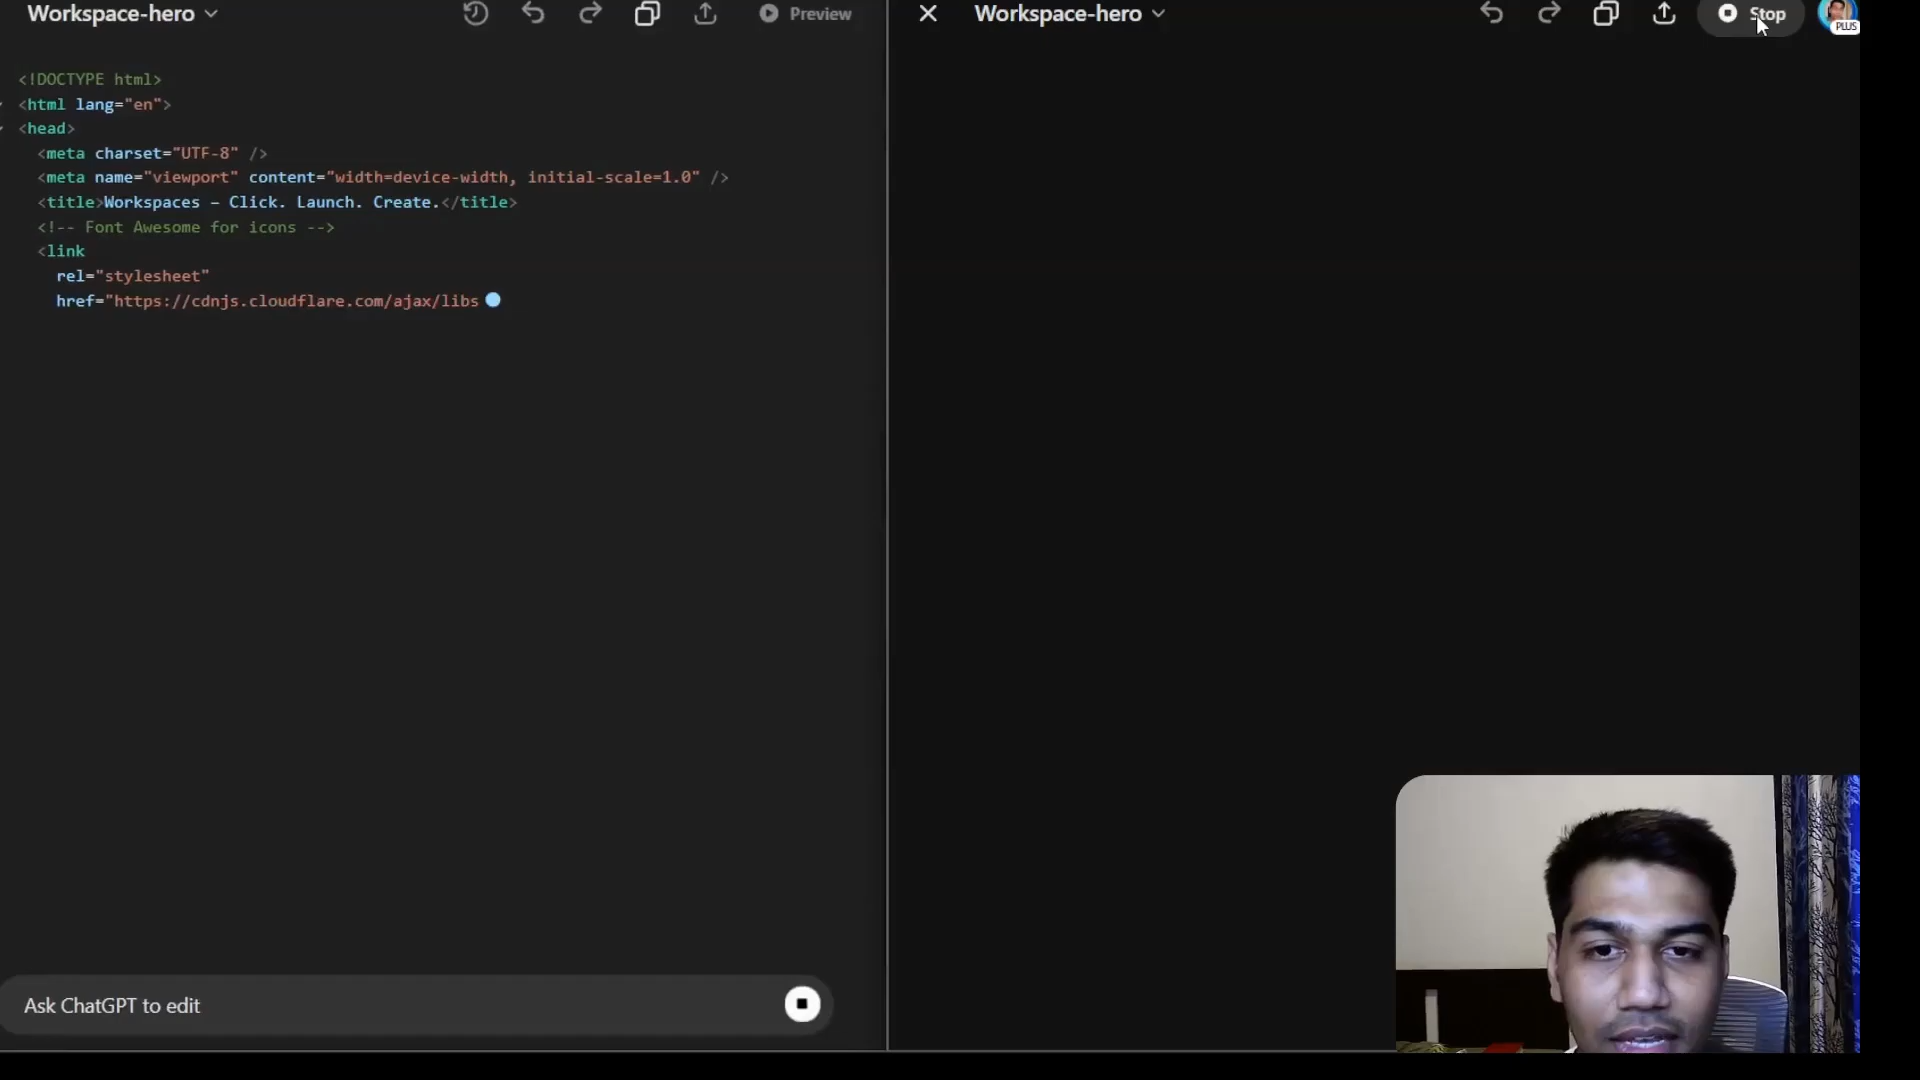 Workspace-hero
Preview
<!DOCTYPE html>
<html lang="en">
<head>
<meta charset="UTF-8" />
<meta name="viewport" content="width=device-width, initial-scale=1.0" />
<title>Workspaces – Click. Launch. Create.</title>
<!-- Font Awesome for icons -->
<link
rel="stylesheet"
href="https://cdnjs.cloudflare.com/ajax/libs
Ask ChatGPT to edit
Workspace-hero
Stop
PLUS